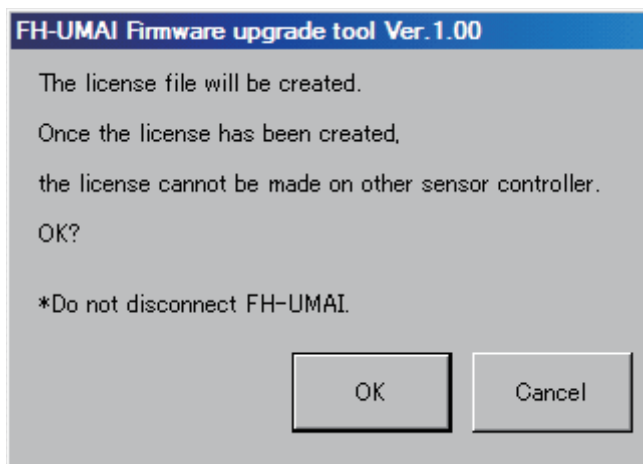 FH-UMAI Firmware upgrade tool Ver.1.00
The license file will be created.
Once the license has been created,
the license cannot be made on other sensor controller.
OK?
*Do not disconnect FH-UMAI.
OK
Cancel